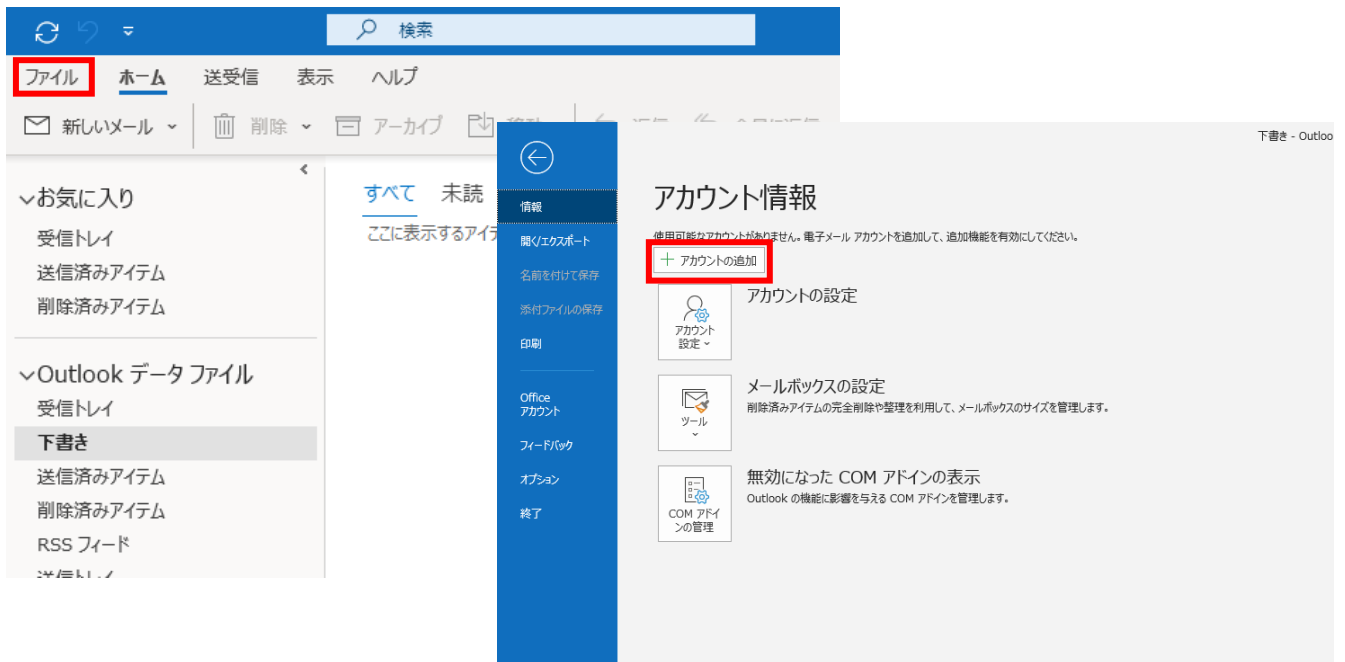 検索
ファイル ホーム 送受信 表示 ヘルプ
新しいメール 削除 アーカイブ
お気に入り
受信トレイ
送信済みアイテム
削除済みアイテム
Outlook データ ファイル
受信トレイ
下書き
送信済みアイテム
削除済みアイテム
RSS フィード
すべて 未読
ここに表示するアイテ
下書き - Outloo
情報
開く/エクスポート
名前を付けて保存
添付ファイルの保存
印刷
Office
アカウント
フィードバック
オプション
終了
アカウント情報
使用可能なアカウントがありません。電子メール アカウントを追加して、追加機能を有効にしてください。
アカウントの追加
アカウント
設定
アカウントの設定
ツール
メールボックスの設定
削除済みアイテムの完全削除や整理を利用して、メールボックスのサイズを管理します。
COM アドイ
ンの管理
無効になった COM アドインの表示
Outlook の機能に影響を与える COM アドインを管理します。